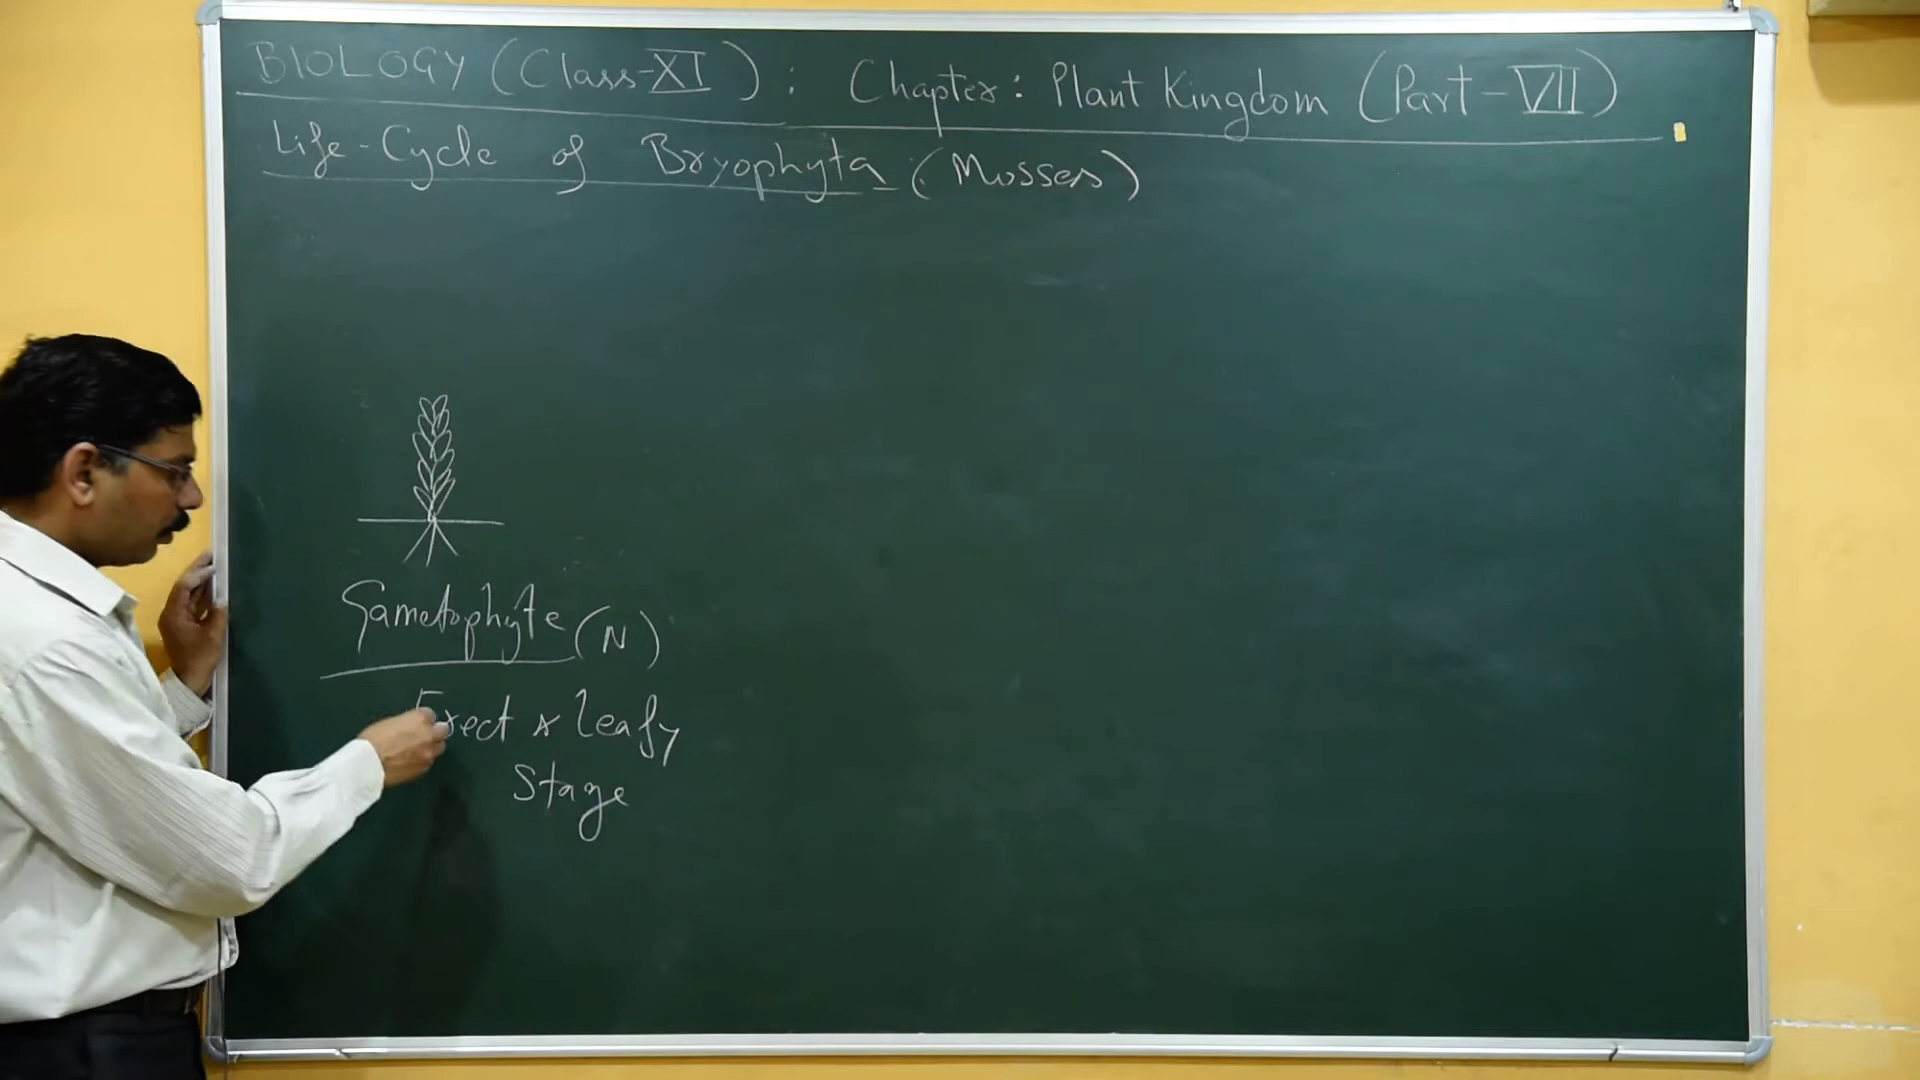 BIOLOGY (Class-XI) : Chapter: Plant Kingdom (Part-VII)
Life-Cycle of Bryophyta (Mosses)
Gametophyte (N)
Erect & leafy
Stage